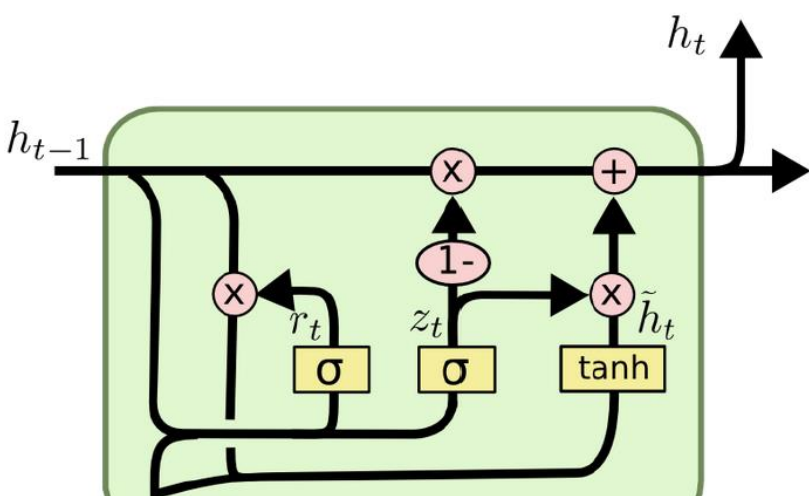 h_t
h_{t-1}
x
+
1-
x
x
r_t
z_t
h̃_t
σ
σ
tanh